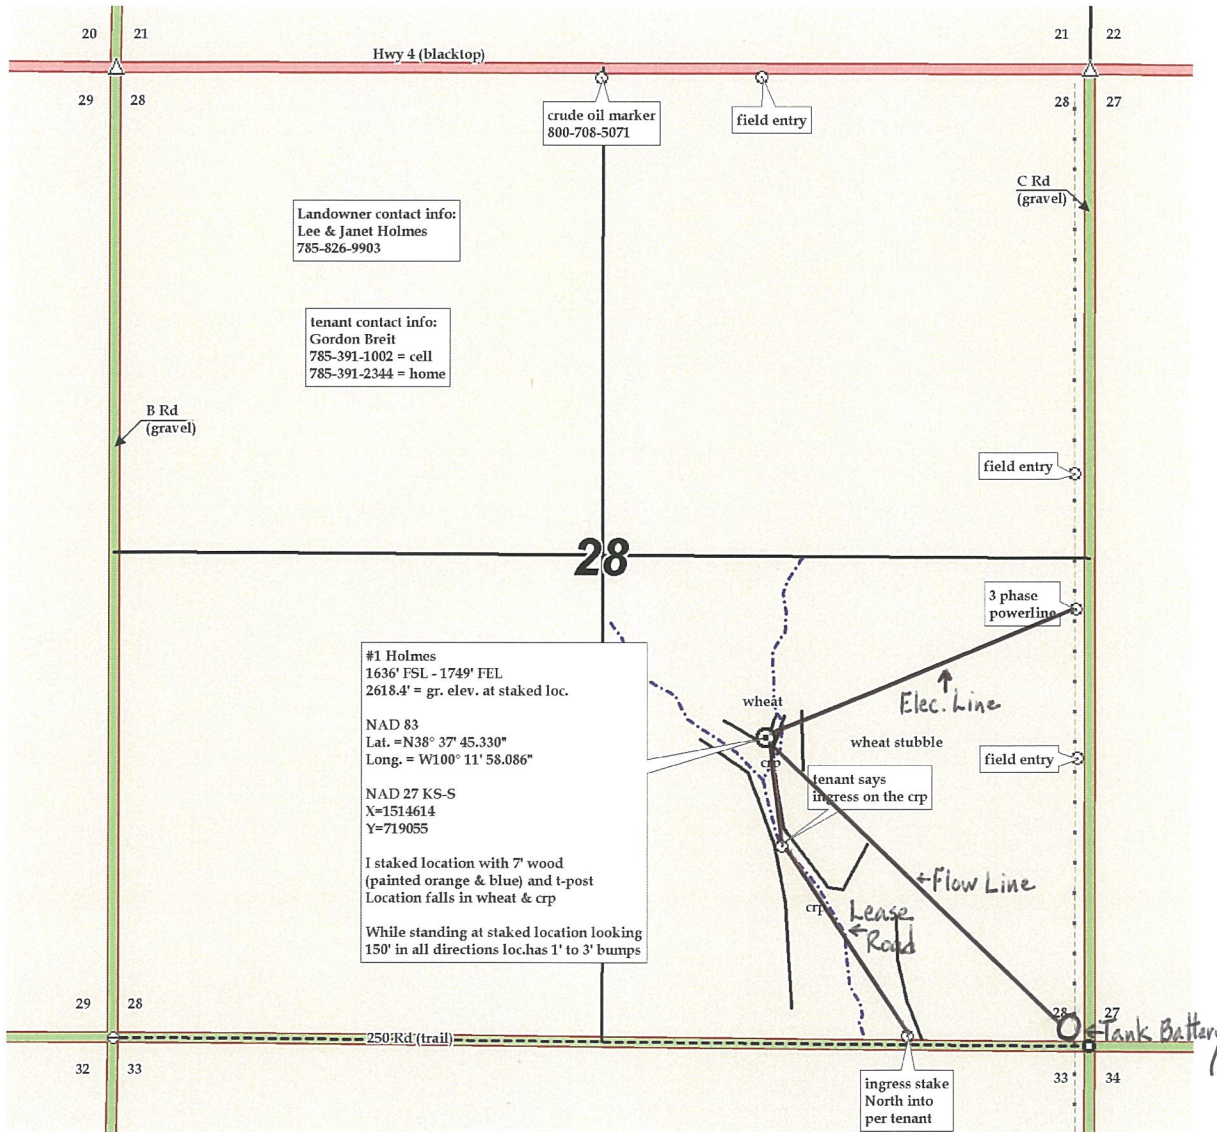 20
21
21
22
Hwy 4 (blacktop)
29
28
28
27
crude oil marker
800-708-5071
field entry
C Rd
(gravel)
Landowner contact info:
Lee & Janet Holmes
785-826-9903
tenant contact info:
Gordon Breit
785-391-1002 = cell
785-391-2344 = home
B Rd
(gravel)
field entry
28
3 phase
powerline
#1 Holmes
1636' FSL - 1749' FEL
2618.4' = gr. elev. at staked loc.
NAD 83
Lat. =N38° 37' 45.330"
Long. = W100° 11' 58.086"
NAD 27 KS-S
X=1514614
Y=719055
I staked location with 7' wood
(painted orange & blue) and t-post
Location falls in wheat & crp
While standing at staked location looking
150' in all directions loc.has 1' to 3' bumps
wheat
Elec. Line
wheat stubble
crp
field entry
tenant says
ingress on the crp
Flow Line
crp
Lease
Road
29
28
28
27
Tank Battery
250 Rd (trail)
32
33
33
34
ingress stake
North into
per tenant